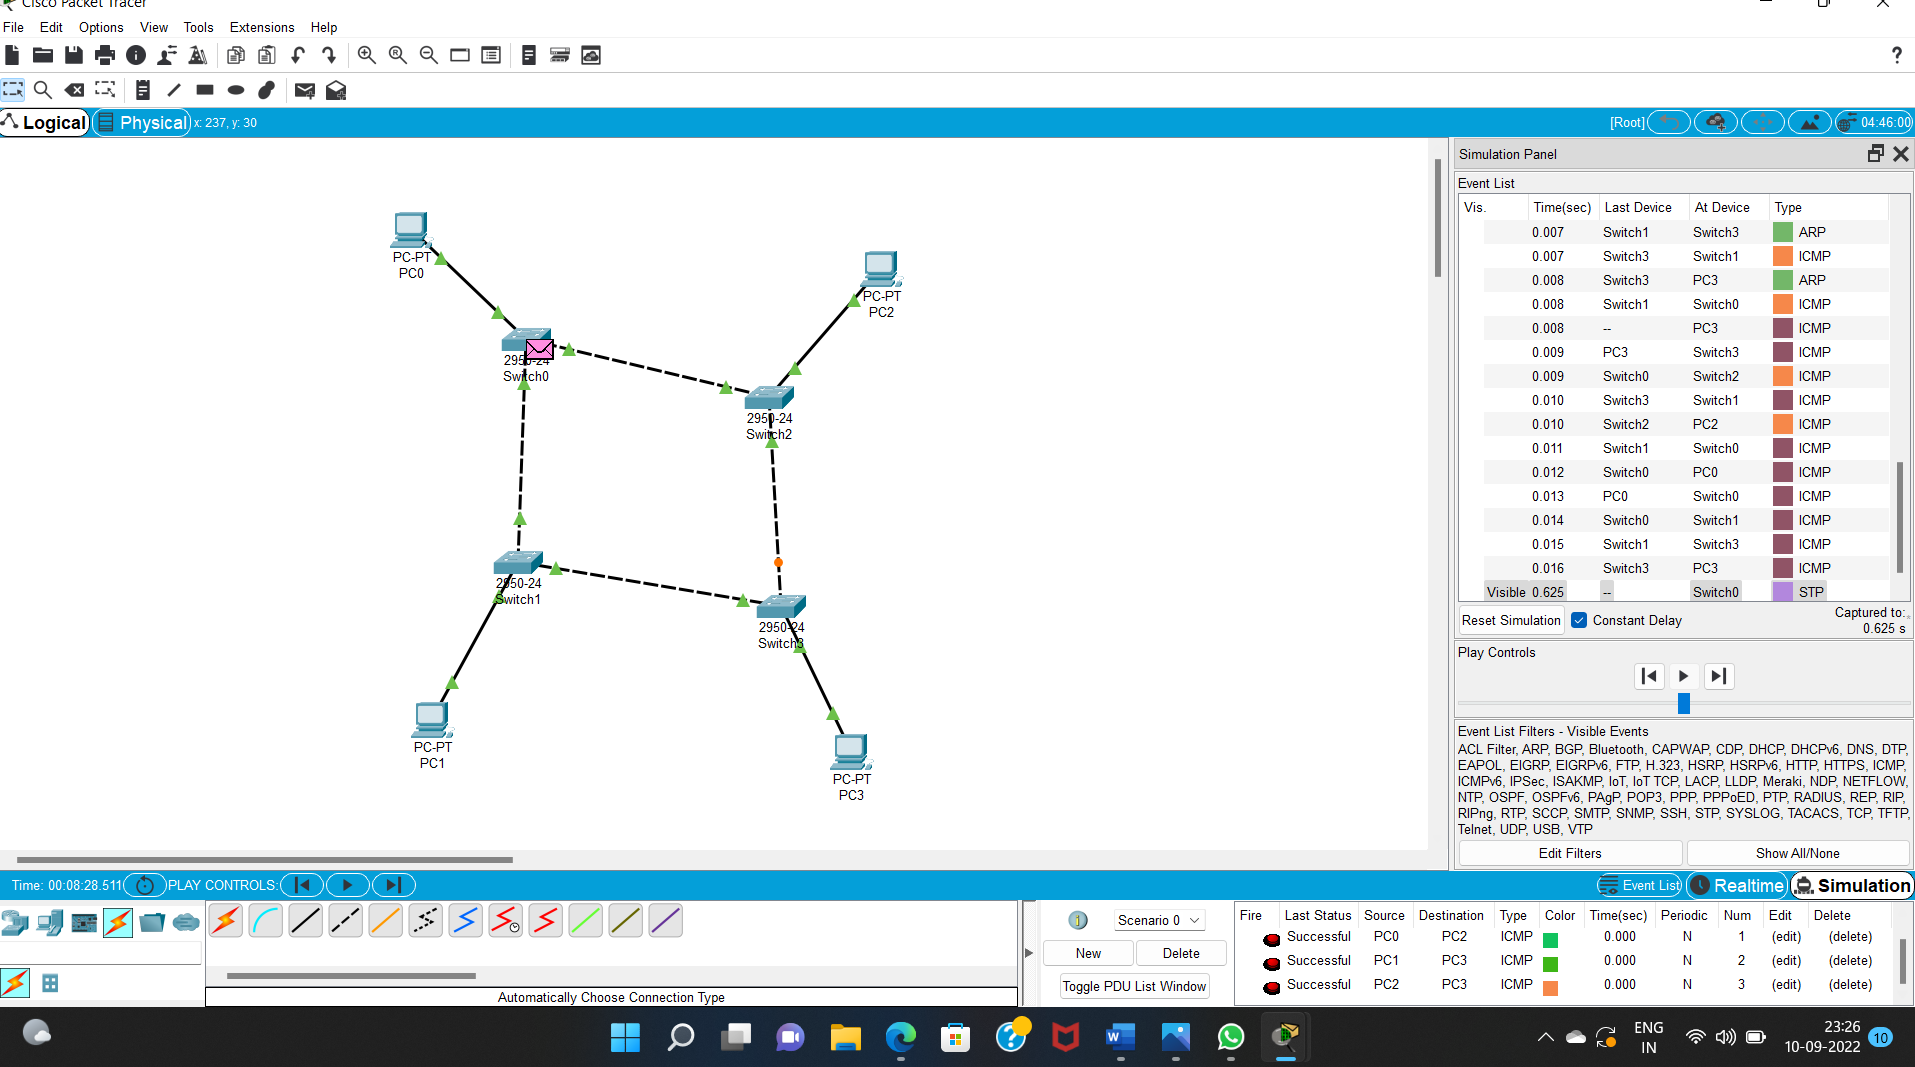 Cisco Packet Tracer
File Edit Options View Tools Extensions Help
Logical Physical x: 237, y: 30 [Root] 04:46:00
PC-PT
PC0
PC-PT
PC2
2950-24
Switch0
2950-24
Switch2
2950-24
Switch1
2950-24
Switch3
PC-PT
PC1
PC-PT
PC3
Simulation Panel
Event List
Vis. Time(sec) Last Device At Device Type
0.007 Switch1 Switch3 ARP
0.007 Switch3 Switch1 ICMP
0.008 Switch3 PC3 ARP
0.008 Switch1 Switch0 ICMP
0.008 -- PC3 ICMP
0.009 PC3 Switch3 ICMP
0.009 Switch0 Switch2 ICMP
0.010 Switch3 Switch1 ICMP
0.010 Switch2 PC2 ICMP
0.011 Switch1 Switch0 ICMP
0.012 Switch0 PC0 ICMP
0.013 PC0 Switch0 ICMP
0.014 Switch0 Switch1 ICMP
0.015 Switch1 Switch3 ICMP
0.016 Switch3 PC3 ICMP
Visible 0.625 -- Switch0 STP
Reset Simulation Constant Delay Captured to:
0.625 s
Play Controls
Event List Filters - Visible Events
ACL Filter, ARP, BGP, Bluetooth, CAPWAP, CDP, DHCP, DHCPv6, DNS, DTP,
EAPOL, EIGRP, EIGRPv6, FTP, H.323, HSRP, HSRPv6, HTTP, HTTPS, ICMP,
ICMPv6, IPSec, ISAKMP, IoT, IoT TCP, LACP, LLDP, Meraki, NDP, NETFLOW,
NTP, OSPF, OSPFv6, PAgP, POP3, PPP, PPPoED, PTP, RADIUS, REP, RIP,
RIPng, RTP, SCCP, SMTP, SNMP, SSH, STP, SYSLOG, TACACS, TCP, TFTP,
Telnet, UDP, USB, VTP
Edit Filters Show All/None
Time: 00:08:28.511 PLAY CONTROLS: Event List Realtime Simulation
Automatically Choose Connection Type
Scenario 0
New Delete
Toggle PDU List Window
Fire Last Status Source Destination Type Color Time(sec) Periodic Num Edit Delete
Successful PC0 PC2 ICMP 0.000 N 1 (edit) (delete)
Successful PC1 PC3 ICMP 0.000 N 2 (edit) (delete)
Successful PC2 PC3 ICMP 0.000 N 3 (edit) (delete)
ENG
IN
23:26
10-09-2022
10